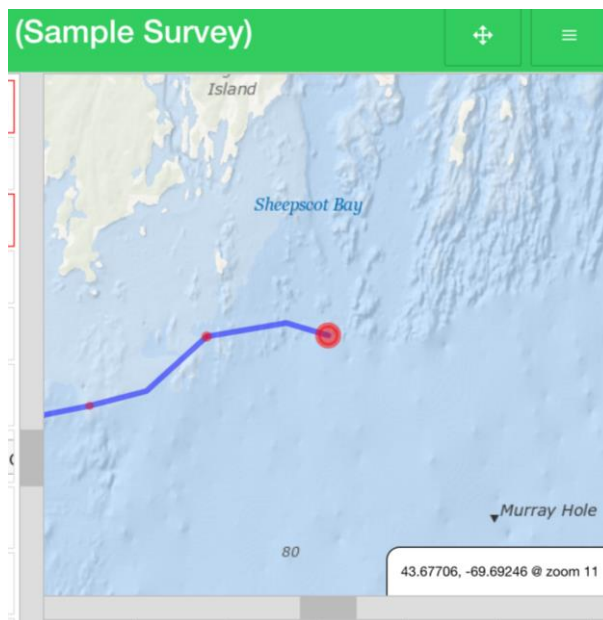 (Sample Survey)
Island
Sheepscot Bay
Murray Hole
80
43.67706, -69.69246 @ zoom 11